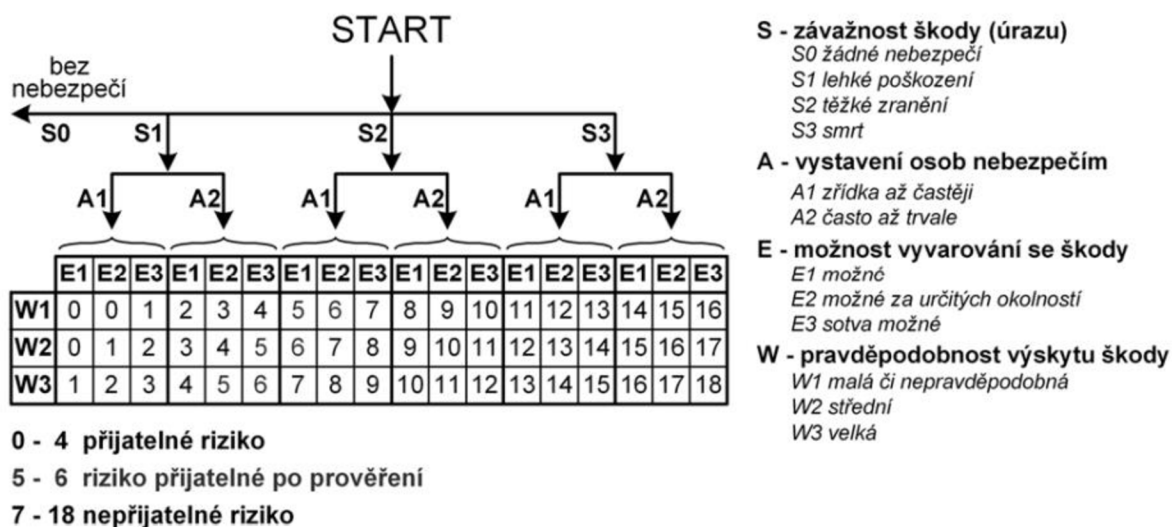 START
bez
nebezpečí
S0 S1 S2 S3
A1 A2 A1 A2 A1 A2
E1 E2 E3 E1 E2 E3 E1 E2 E3 E1 E2 E3 E1 E2 E3 E1 E2 E3
W1 0 0 1 2 3 4 5 6 7 8 9 10 11 12 13 14 15 16
W2 0 1 2 3 4 5 6 7 8 9 10 11 12 13 14 15 16 17
W3 1 2 3 4 5 6 7 8 9 10 11 12 13 14 15 16 17 18
0 - 4 přijatelné riziko
5 - 6 riziko přijatelné po prověření
7 - 18 nepřijatelné riziko
S - závažnost škody (úrazu)
S0 žádné nebezpečí
S1 lehké poškození
S2 těžké zranění
S3 smrt
A - vystavení osob nebezpečím
A1 zřídka až častěji
A2 často až trvale
E - možnost vyvarování se škody
E1 možné
E2 možné za určitých okolností
E3 sotva možné
W - pravděpodobnost výskytu škody
W1 malá či nepravděpodobná
W2 střední
W3 velká